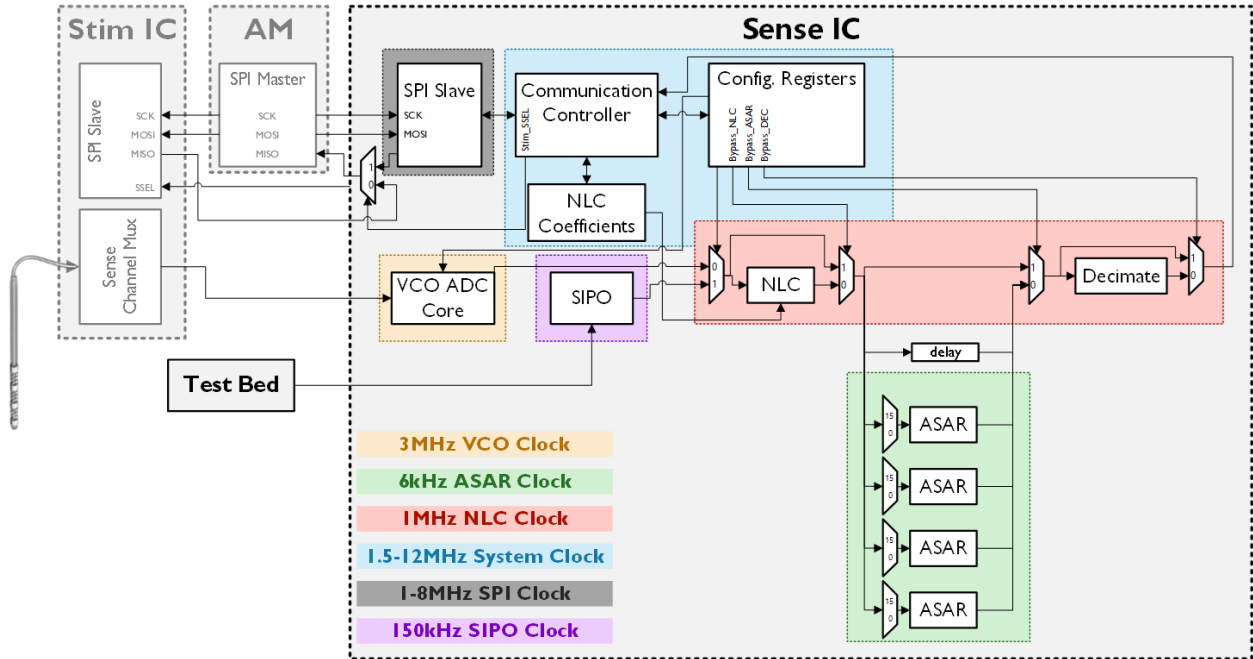 Stim IC
AM
Sense IC
SPI Slave
SCK
MOSI
MISO
SSEL
SPI Master
SCK
MOSI
MISO
SPI Slave
SCK
MOSI
1
0
Communication
Controller
Stim_SSEL
Config. Registers
Bypass_NLC
Bypass_ASAR
Bypass_DEC
NLC
Coefficients
Sense
Channel Mux
VCO ADC
Core
SIPO
0
1
NLC
1
0
1
0
Decimate
1
0
delay
Test Bed
15
0
ASAR
15
0
ASAR
15
0
ASAR
15
0
ASAR
3MHz VCO Clock
6kHz ASAR Clock
1MHz NLC Clock
1.5-12MHz System Clock
1-8MHz SPI Clock
150kHz SIPO Clock